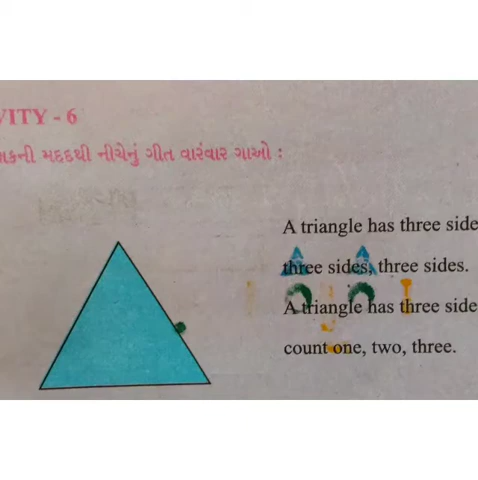 VITY - 6
મદદથી નીચેનું ગીત વારંવાર ગાઓ :
A triangle has three side
three sides, three sides.
A triangle has three side
count one, two, three.